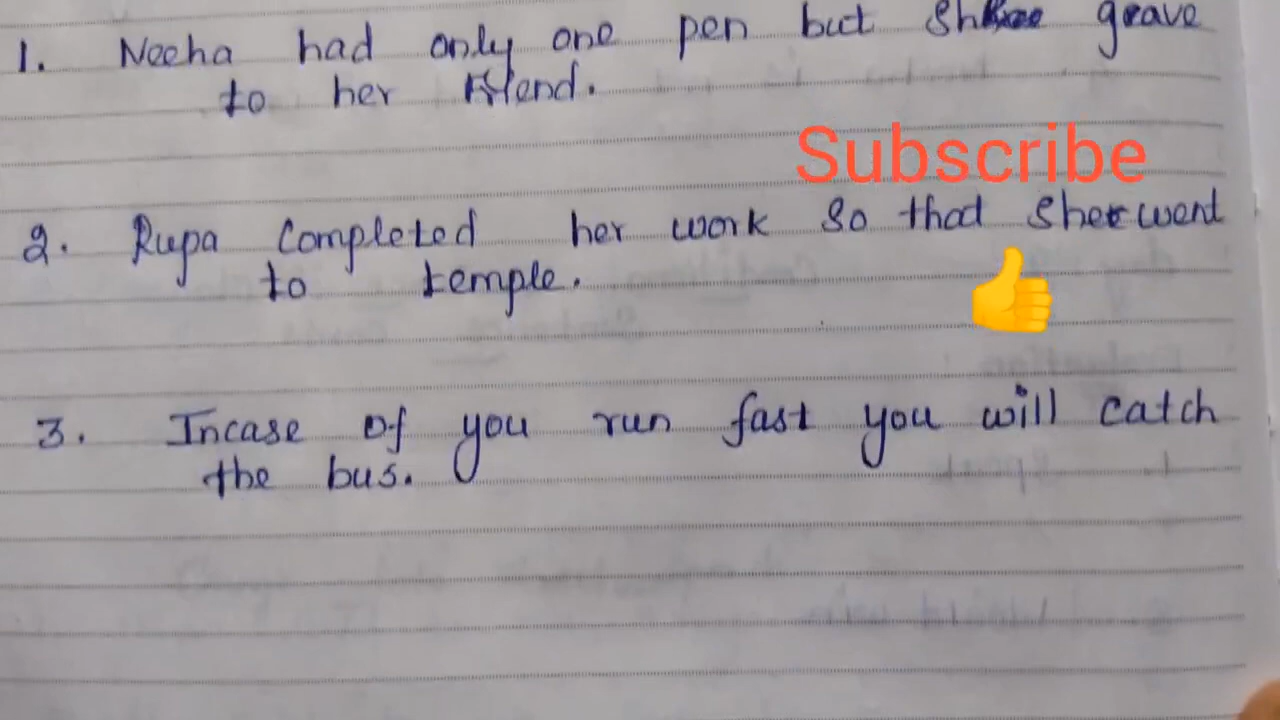 1. Neeha had only one pen but she grave
to her friend.
Subscribe
2. Rupa completed her work so that she went
to temple.
3. Incase of you run fast you will catch
the bus.